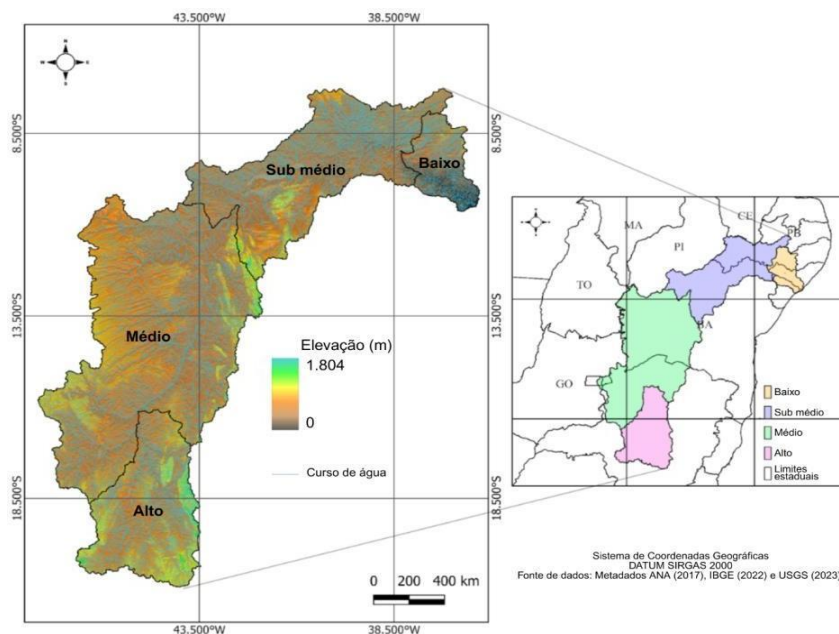 43.500°W
38.500°W
N
W
E
S
8.500°S
8.500°S
Sub médio
Baixo
13.500°S
13.500°S
Médio
Elevação (m)
1.804
0
Curso de água
18.500°S
18.500°S
Alto
0 200 400 km
43.500°W
38.500°W
MA
CE
PI
PB
TO
BA
GO
Baixo
Sub médio
Médio
Alto
Limites
estaduais
Sistema de Coordenadas Geográficas
DATUM SIRGAS 2000
Fonte de dados: Metadados ANA (2017), IBGE (2022) e USGS (2023)